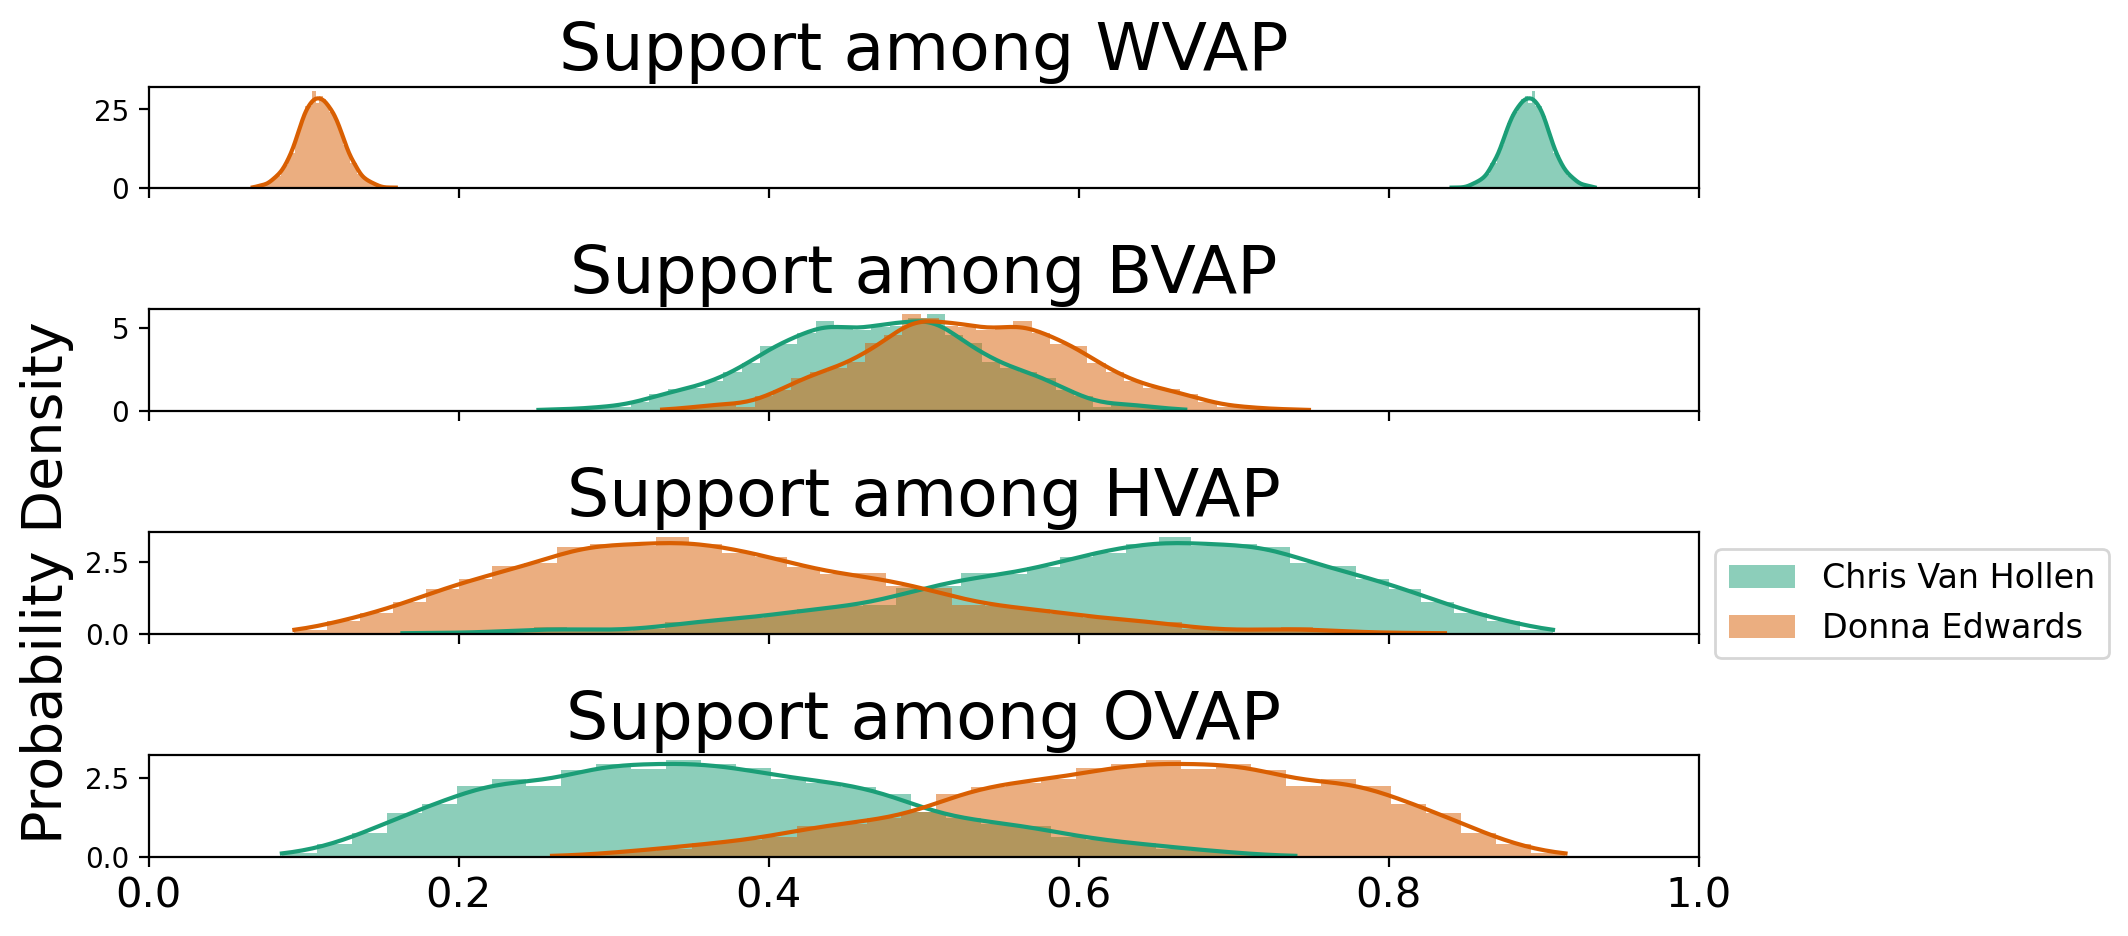 Support among WVAP
25
0
Support among BVAP
5
0
Support among HVAP
2.5
0.0
Chris Van Hollen
Donna Edwards
Support among OVAP
2.5
0.0
0.0 0.2 0.4 0.6 0.8 1.0
Probability Density